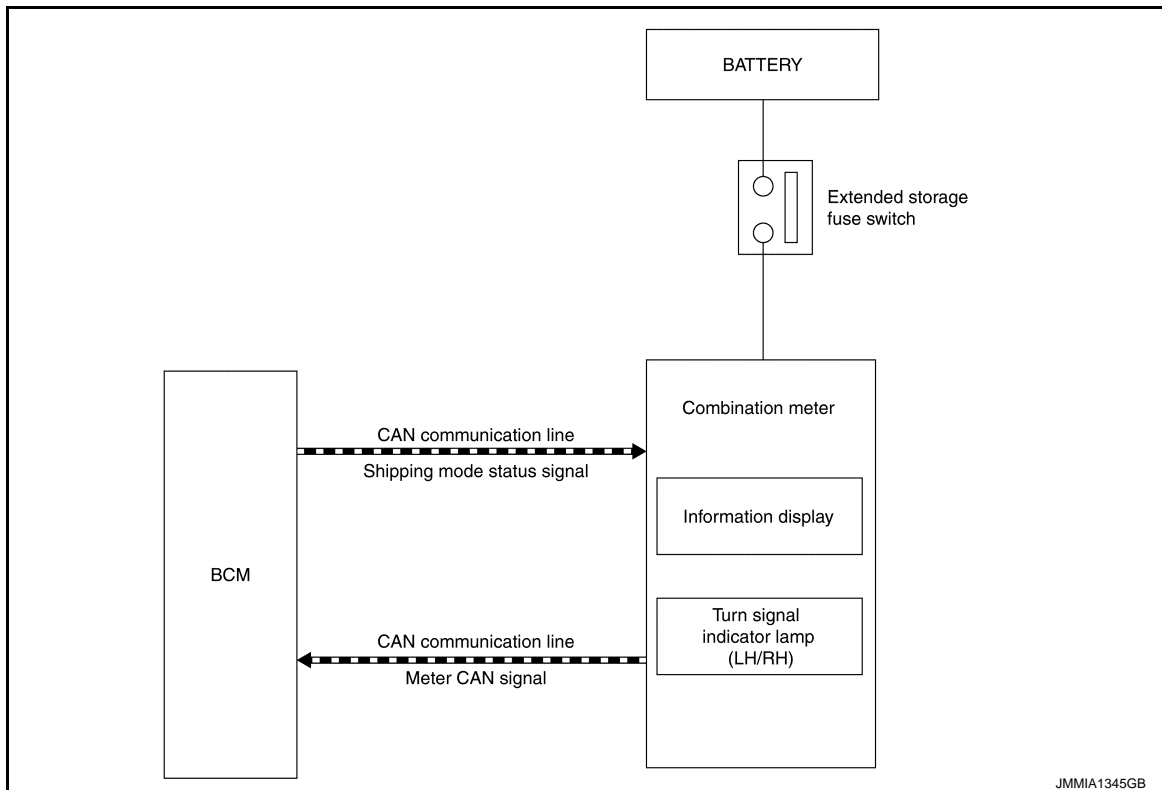 BATTERY
Extended storage
fuse switch
Combination meter
CAN communication line
Shipping mode status signal
Information display
BCM
Turn signal
indicator lamp
(LH/RH)
CAN communication line
Meter CAN signal
JMMIA1345GB